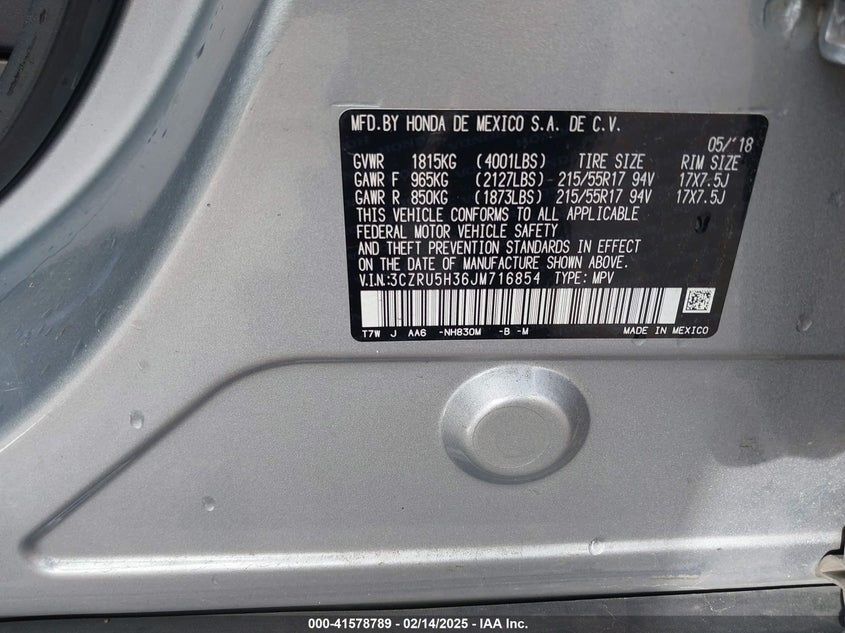 MFD.BY HONDA DE MEXICO S.A. DE C.V.
05/'18
GVWR 1815KG (4001LBS) TIRE SIZE RIM SIZE
GAWR F 965KG (2127LBS)-215/55R17 94V 17X7.5J
GAWR R 850KG (1873LBS)-215/55R17 94V 17X7.5J
THIS VEHICLE CONFORMS TO ALL APPLICABLE
FEDERAL MOTOR VEHICLE SAFETY
AND THEFT PREVENTION STANDARDS IN EFFECT
ON THE DATE OF MANUFACTURE SHOWN ABOVE.
V.I.N.:3CZRU5H36JM716854 TYPE: MPV
T7W J AA6 -NH830M -B -M MADE IN MEXICO
000-41578789 - 02/14/2025 - IAA Inc.